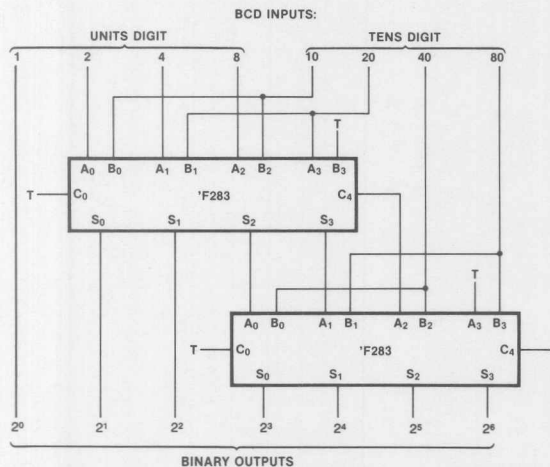 BCD INPUTS:
UNITS DIGIT TENS DIGIT
1 2 4 8 10 20 40 80
T
A0 B0 A1 B1 A2 B2 A3 B3
T C0 'F283 C4
S0 S1 S2 S3
T
A0 B0 A1 B1 A2 B2 A3 B3
T C0 'F283 C4
S0 S1 S2 S3
2⁰ 2¹ 2² 2³ 2⁴ 2⁵ 2⁶
BINARY OUTPUTS